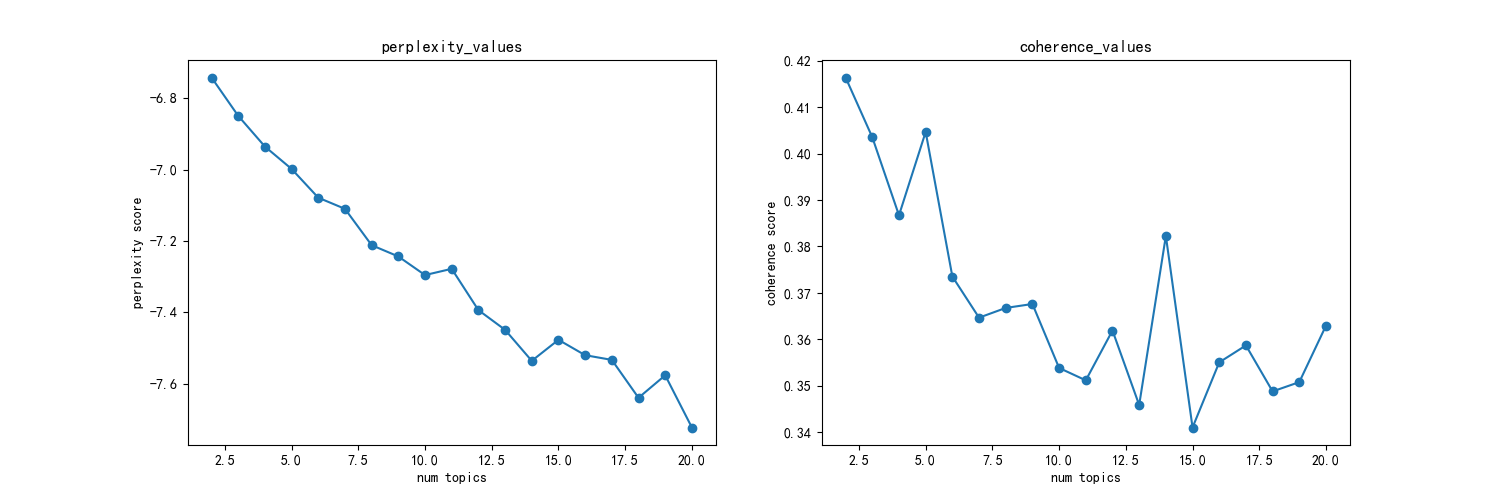 perplexity_values
perplexity score
-6.8
-7.0
-7.2
-7.4
-7.6
2.5 5.0 7.5 10.0 12.5 15.0 17.5 20.0
num topics
coherence_values
coherence score
0.42
0.41
0.40
0.39
0.38
0.37
0.36
0.35
0.34
2.5 5.0 7.5 10.0 12.5 15.0 17.5 20.0
num topics